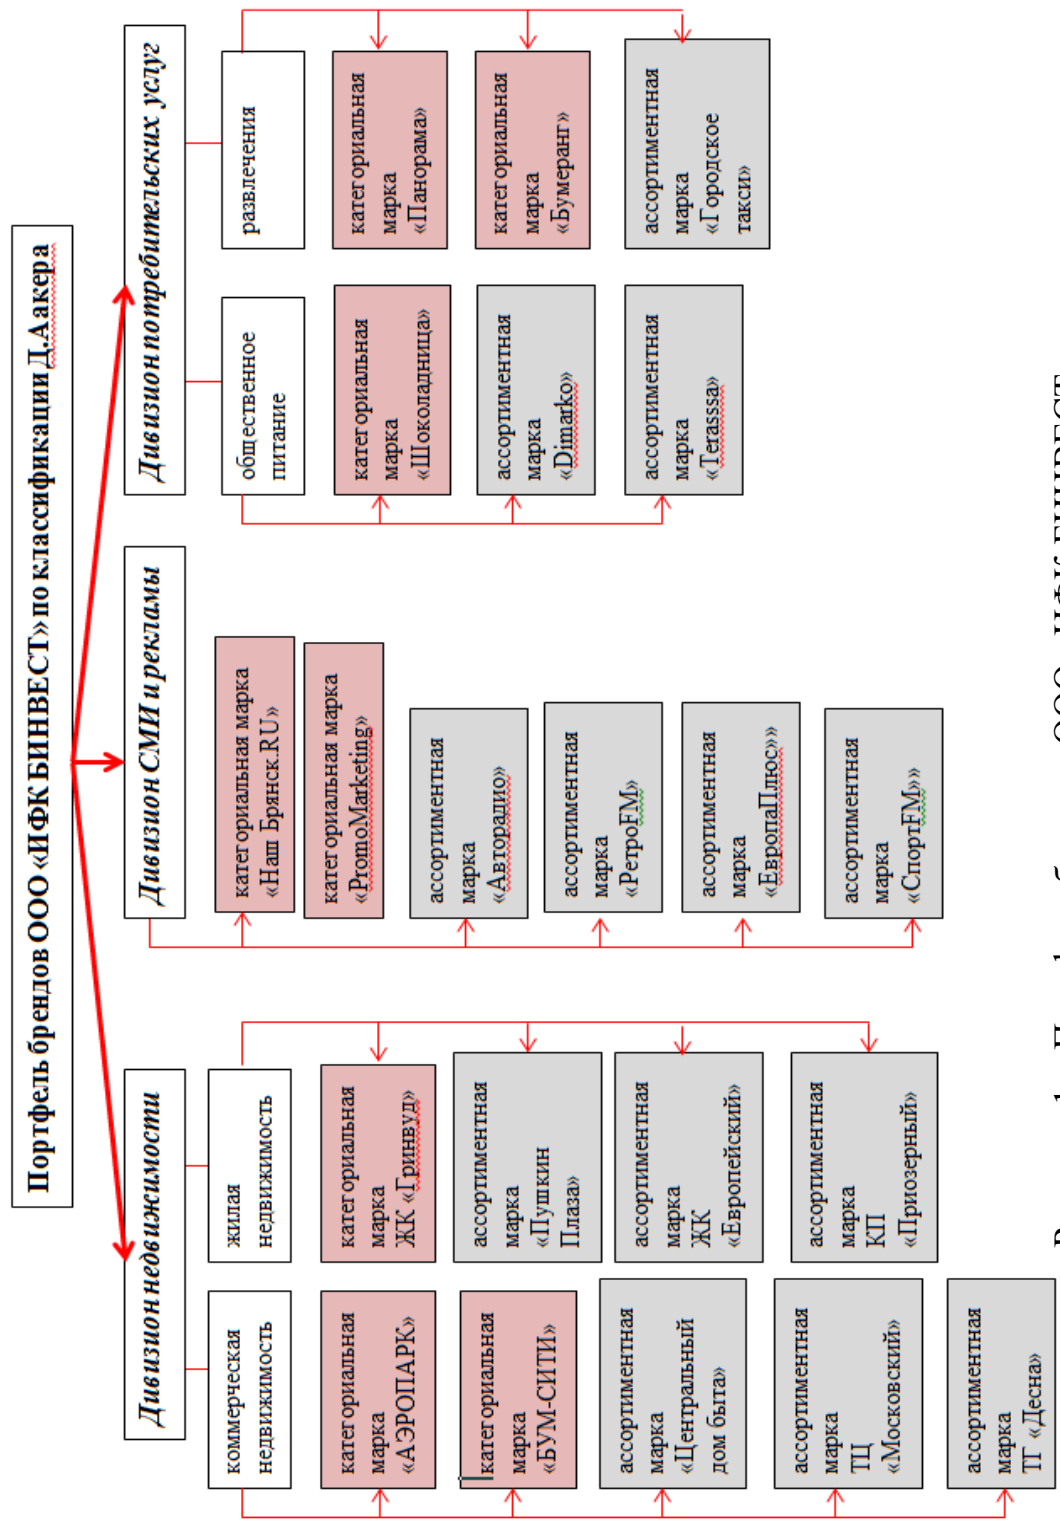 Портфель брендов ООО «ИФК БИНВЕСТ» по классификации Д.Аакера
Дивизион недвижимости
коммерческая
недвижимость
категориальная
марка
«АЭРОПАРК»
категориальная
марка
«БУМ-СИТИ»
ассортиментная
марка
«Центральный
дом быта»
ассортиментная
марка
ТЦ
«Московский»
ассортиментная
марка
ТГ «Десна»
жилая
недвижимость
категориальная
марка
ЖК «Гринвуд»
ассортиментная
марка
«Пушкин
Плаза»
ассортиментная
марка
ЖК
«Европейский»
ассортиментная
марка
КП
«Приозерный»
Дивизион СМИ и рекламы
категориальная марка
«Наш Брянск.RU»
категориальная марка
«PromoMarketing»
ассортиментная
марка
«Авторадио»
ассортиментная
марка
«РетроFM»
ассортиментная
марка
«ЕвропаПлюс»»
ассортиментная
марка
«СпортFM»»
Дивизион потребительских услуг
общественное
питание
категориальная
марка
«Шоколадница»
ассортиментная
марка
«Dimarko»
ассортиментная
марка
«Terasssa»
развлечения
категориальная
марка
«Панорама»
категориальная
марка
«Бумеранг»
ассортиментная
марка
«Городское
такси»